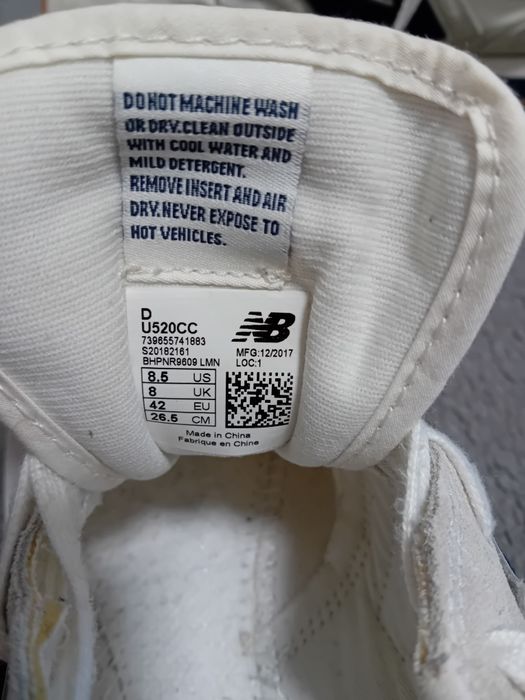 DO NOT MACHINE WASH
OR DRY.CLEAN OUTSIDE
WITH COOL WATER AND
MILD DETERGENT.
REMOVE INSERT AND AIR
DRY.NEVER EXPOSE TO
HOT VEHICLES.
D
U520CC
739655741883
S20182161
BHPNR9609 LMN
NB
MFG:12/2017
LOC:1
8.5 US
8 UK
42 EU
26.5 CM
Made in China
Fabrique en Chine